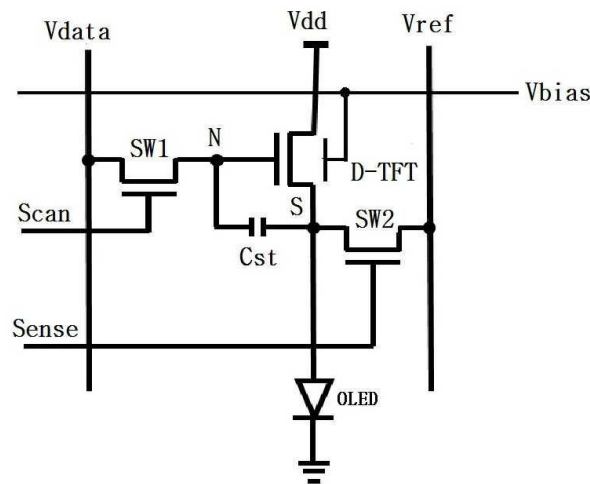 Vdd
Vdata
Vref
Vbias
SW1
N
D-TFT
Scan
S
SW2
Cst
Sense
OLED